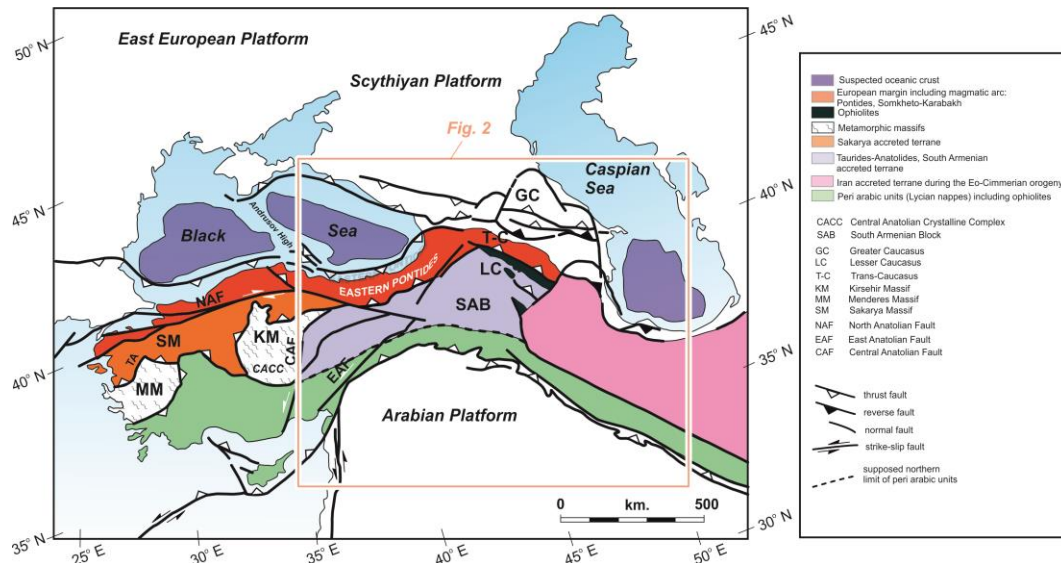 50° N
45° N
40° N
35° N
45° N
40° N
35° N
30° N
25° E
30° E
35° E
40° E
45° E
50° E
East European Platform
Scythiyan Platform
Fig. 2
Caspian
Sea
GC
Andrusov High
Black
Sea
T-C
EASTERN PONTIDES
LC
NAF
SAB
SM
KM
CAF
TA
CACC
EAF
MM
Arabian Platform
0 km. 500
Suspected oceanic crust
European margin including magmatic arc:
Pontides, Somkheto-Karabakh
Ophiolites
Metamorphic massifs
Sakarya accreted terrane
Taurides-Anatolides, South Armenian
accreted terrane
Iran accreted terrane during the Eo-Cimmerian orogeny
Peri arabic units (Lycian nappes) including ophiolites
CACC Central Anatolian Crystalline Complex
SAB South Armenian Block
GC Greater Caucasus
LC Lesser Caucasus
T-C Trans-Caucasus
KM Kirsehir Massif
MM Menderes Massif
SM Sakarya Massif
NAF North Anatolian Fault
EAF East Anatolian Fault
CAF Central Anatolian Fault
thrust fault
reverse fault
normal fault
strike-slip fault
supposed northern
limit of peri arabic units